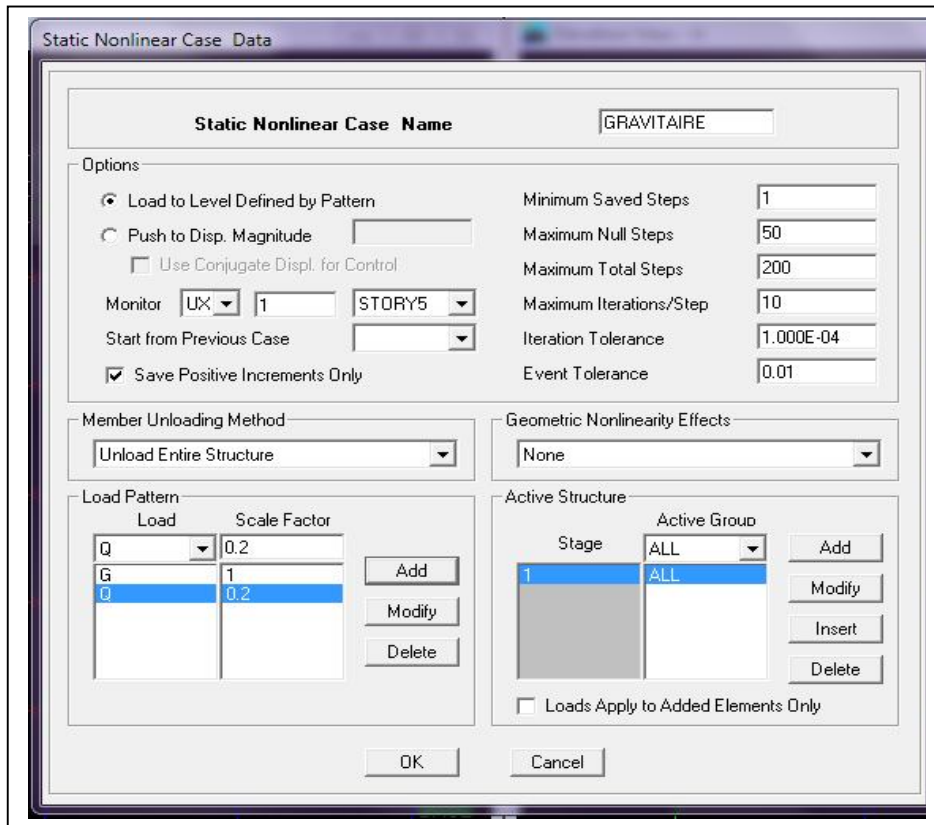 Static Nonlinear Case Data
Static Nonlinear Case Name
GRAVITAIRE
Options
Load to Level Defined by Pattern
Push to Disp. Magnitude
Use Conjugate Displ. for Control
Monitor UX 1 STORY5
Start from Previous Case
Save Positive Increments Only
Minimum Saved Steps 1
Maximum Null Steps 50
Maximum Total Steps 200
Maximum Iterations/Step 10
Iteration Tolerance 1.000E-04
Event Tolerance 0.01
Member Unloading Method
Unload Entire Structure
Geometric Nonlinearity Effects
None
Load Pattern
Load Scale Factor
Q 0.2
G 1
Q 0.2
Add
Modify
Delete
Active Structure
Active Group
Stage
ALL
1 ALL
Add
Modify
Insert
Delete
Loads Apply to Added Elements Only
OK Cancel